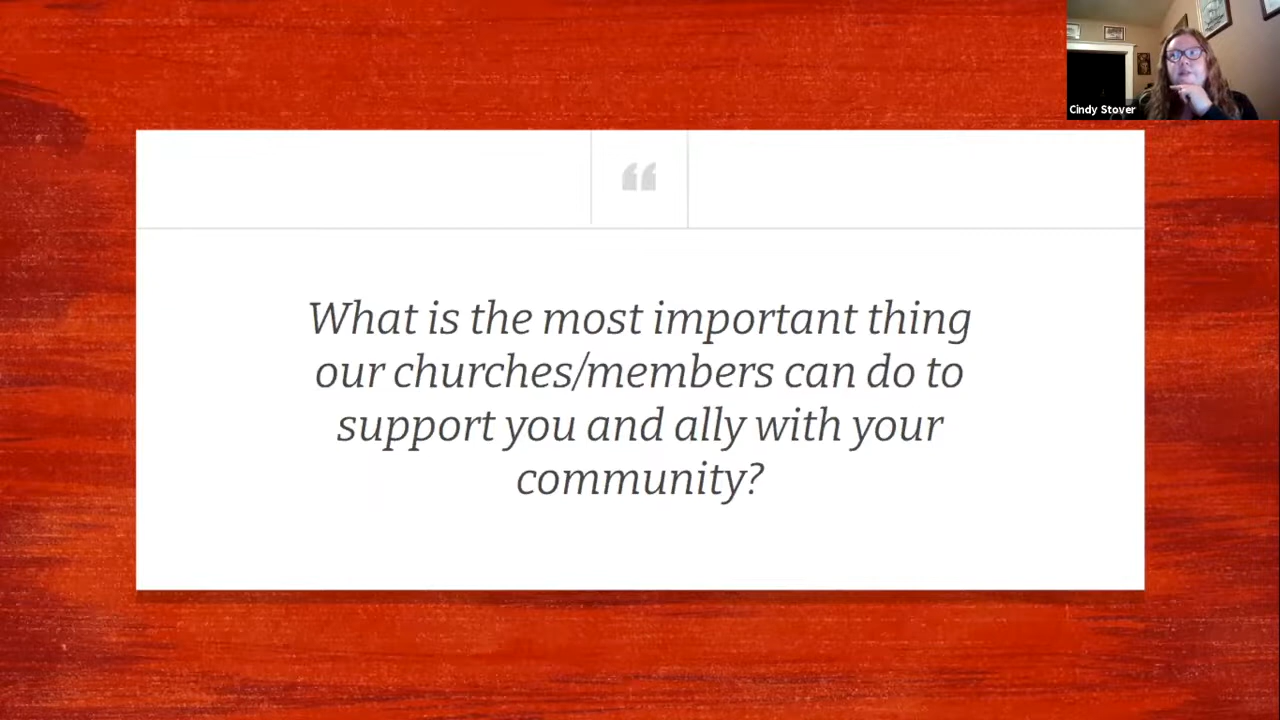 Cindy Stover
“
What is the most important thing
our churches/members can do to
support you and ally with your
community?